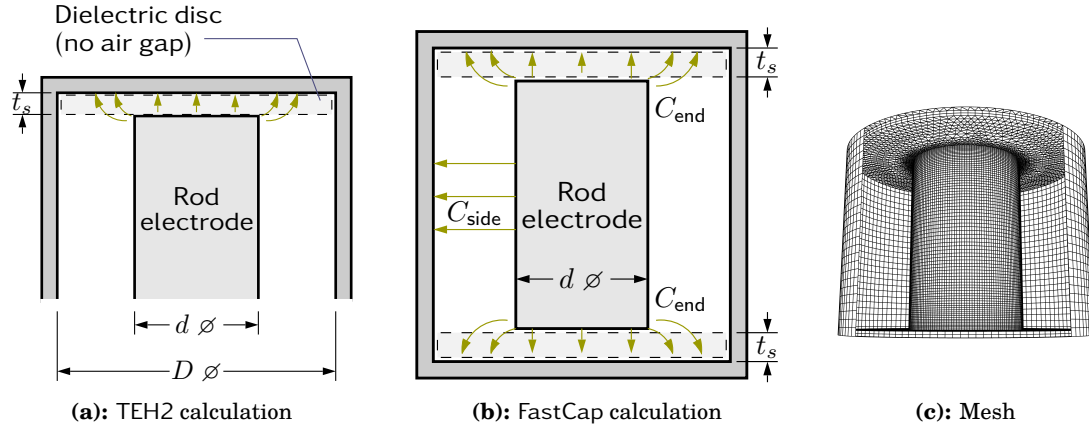 Dielectric disc
(no air gap)
t_s
Rod
electrode
d ⌀
D ⌀
(a): TEH2 calculation
t_s
C_end
Rod
electrode
C_side
d ⌀
C_end
t_s
(b): FastCap calculation
(c): Mesh